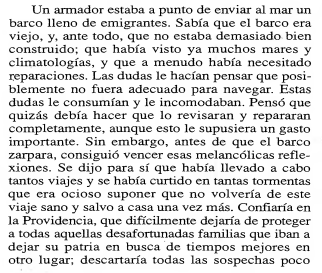 Un armador estaba a punto de enviar al mar un
barco lleno de emigrantes. Sabía que el barco era
viejo, y, ante todo, que no estaba demasiado bien
construido; que había visto ya muchos mares y
climatologías, y que a menudo había necesitado
reparaciones. Las dudas le hacían pensar que posi-
blemente no fuera adecuado para navegar. Estas
dudas le consumían y le incomodaban. Pensó que
quizás debía hacer que lo revisaran y repararan
completamente, aunque esto le supusiera un gasto
importante. Sin embargo, antes de que el barco
zarpara, consiguió vencer esas melancólicas refle-
xiones. Se dijo para sí que había llevado a cabo
tantos viajes y se había curtido en tantas tormentas
que era ocioso suponer que no volvería de este
viaje sano y salvo a casa una vez más. Confiaría en
la Providencia, que difícilmente dejaría de proteger
a todas aquellas desafortunadas familias que iban a
dejar su patria en busca de tiempos mejores en
otro lugar; descartaría todas las sospechas poco